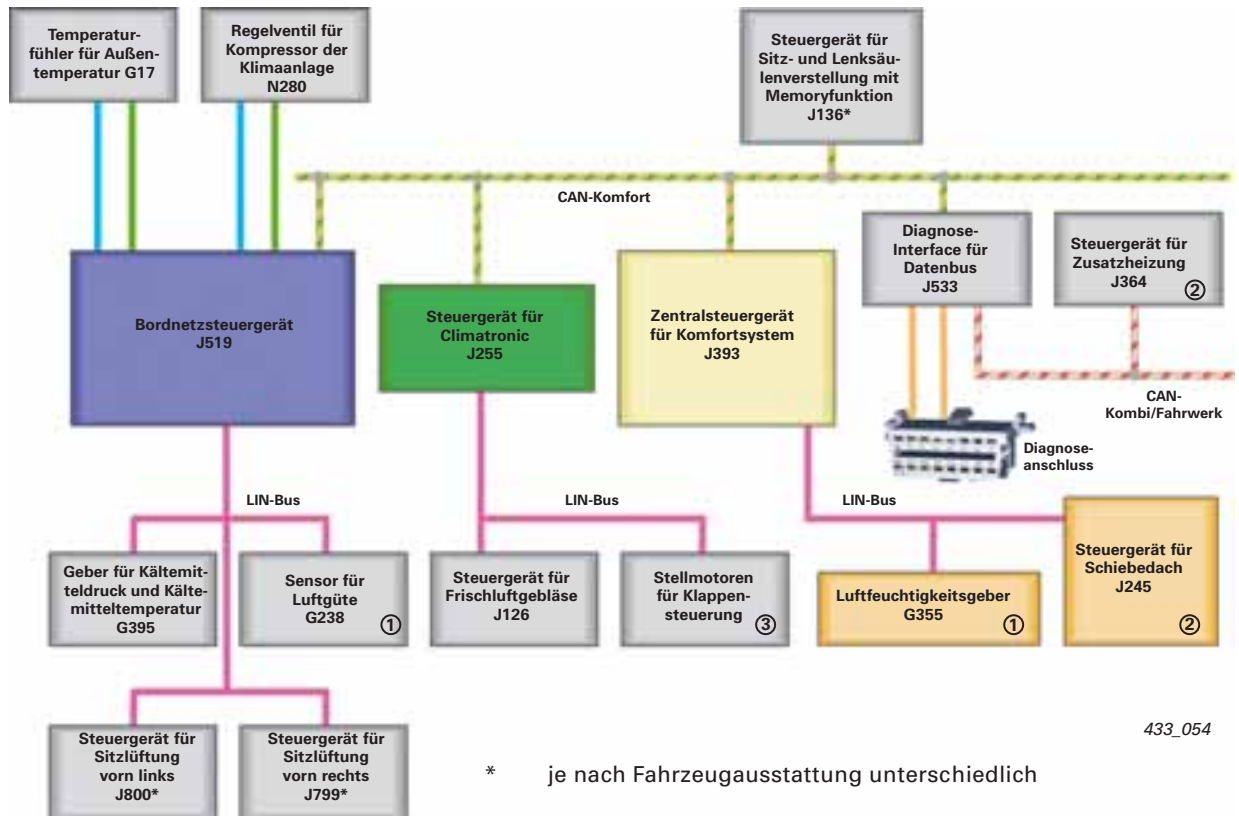 Temperatur-
fühler für Außen-
temperatur G17
Regelventil für
Kompressor der
Klimaanlage
N280
Steuergerät für
Sitz- und Lenksäu-
lenverstellung mit
Memoryfunktion
J136*
CAN-Komfort
Bordnetzsteuergerät
J519
Steuergerät für
Climatronic
J255
Zentralsteuergerät
für Komfortsystem
J393
Diagnose-
Interface für
Datenbus
J533
Steuergerät für
Zusatzheizung
J364
②
CAN-
Kombi/Fahrwerk
Diagnose-
anschluss
LIN-Bus
LIN-Bus
LIN-Bus
Geber für Kältemit-
teldruck und Kälte-
mitteltemperatur
G395
Sensor für
Luftgüte
G238
①
Steuergerät für
Frischluftgebläse
J126
Stellmotoren
für Klappen-
steuerung
③
Luftfeuchtigkeitsgeber
G355
①
Steuergerät für
Schiebedach
J245
②
Steuergerät für
Sitzlüftung
vorn links
J800*
Steuergerät für
Sitzlüftung
vorn rechts
J799*
433_054
* je nach Fahrzeugausstattung unterschiedlich